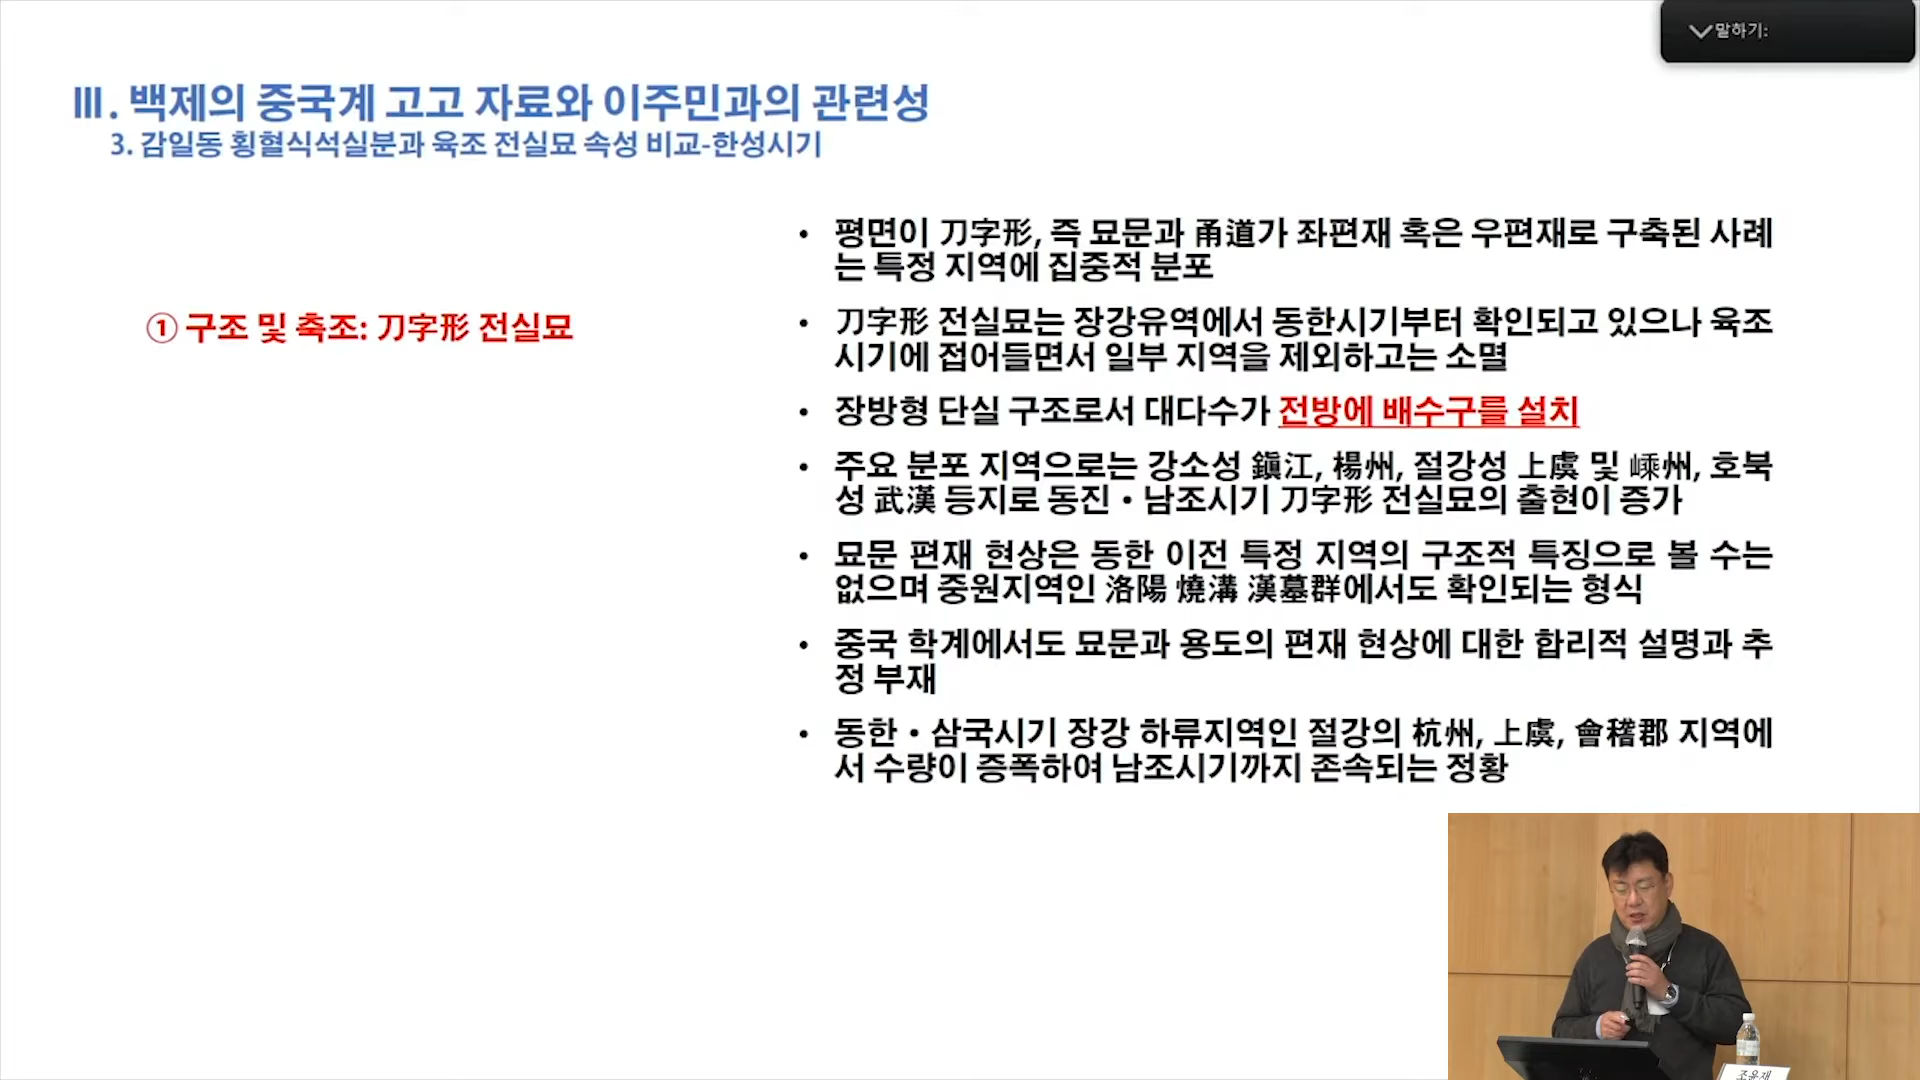 말하기:
Ⅲ. 백제의 중국계 고고 자료와 이주민과의 관련성
3. 감일동 횡혈식석실분과 육조 전실묘 속성 비교-한성시기
① 구조 및 축조: 刀字形 전실묘
• 평면이 刀字形, 즉 묘문과 甬道가 좌편재 혹은 우편재로 구축된 사례
는 특정 지역에 집중적 분포
• 刀字形 전실묘는 장강유역에서 동한시기부터 확인되고 있으나 육조
시기에 접어들면서 일부 지역을 제외하고는 소멸
• 장방형 단실 구조로서 대다수가 전방에 배수구를 설치
• 주요 분포 지역으로는 강소성 鎭江, 楊州, 절강성 上虞 및 嵊州, 호북
성 武漢 등지로 동진・남조시기 刀字形 전실묘의 출현이 증가
• 묘문 편재 현상은 동한 이전 특정 지역의 구조적 특징으로 볼 수는
없으며 중원지역인 洛陽 燒溝 漢墓群에서도 확인되는 형식
• 중국 학계에서도 묘문과 용도의 편재 현상에 대한 합리적 설명과 추
정 부재
• 동한・삼국시기 장강 하류지역인 절강의 杭州, 上虞, 會稽郡 지역에
서 수량이 증폭하여 남조시기까지 존속되는 정황
조윤재